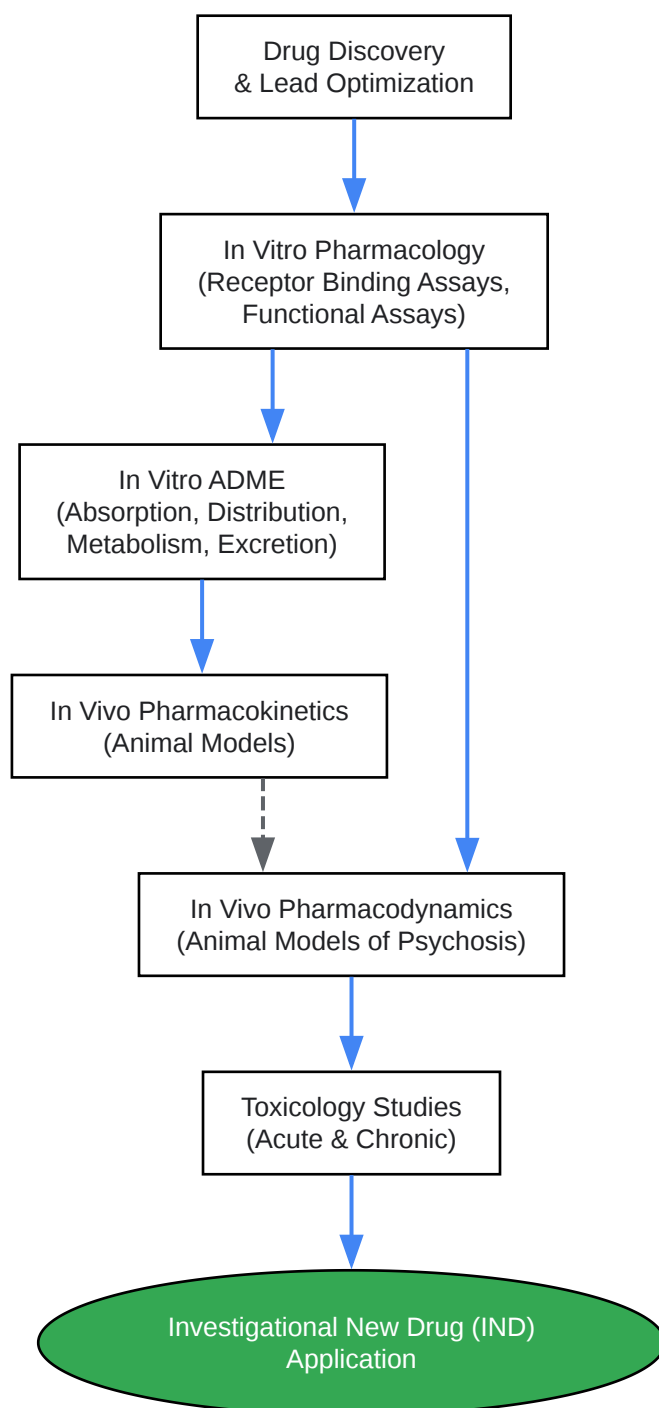 Drug Discovery
& Lead Optimization
In Vitro Pharmacology
(Receptor Binding Assays,
Functional Assays)
In Vitro ADME
(Absorption, Distribution,
Metabolism, Excretion)
In Vivo Pharmacokinetics
(Animal Models)
In Vivo Pharmacodynamics
(Animal Models of Psychosis)
Toxicology Studies
(Acute & Chronic)
Investigational New Drug (IND)
Application